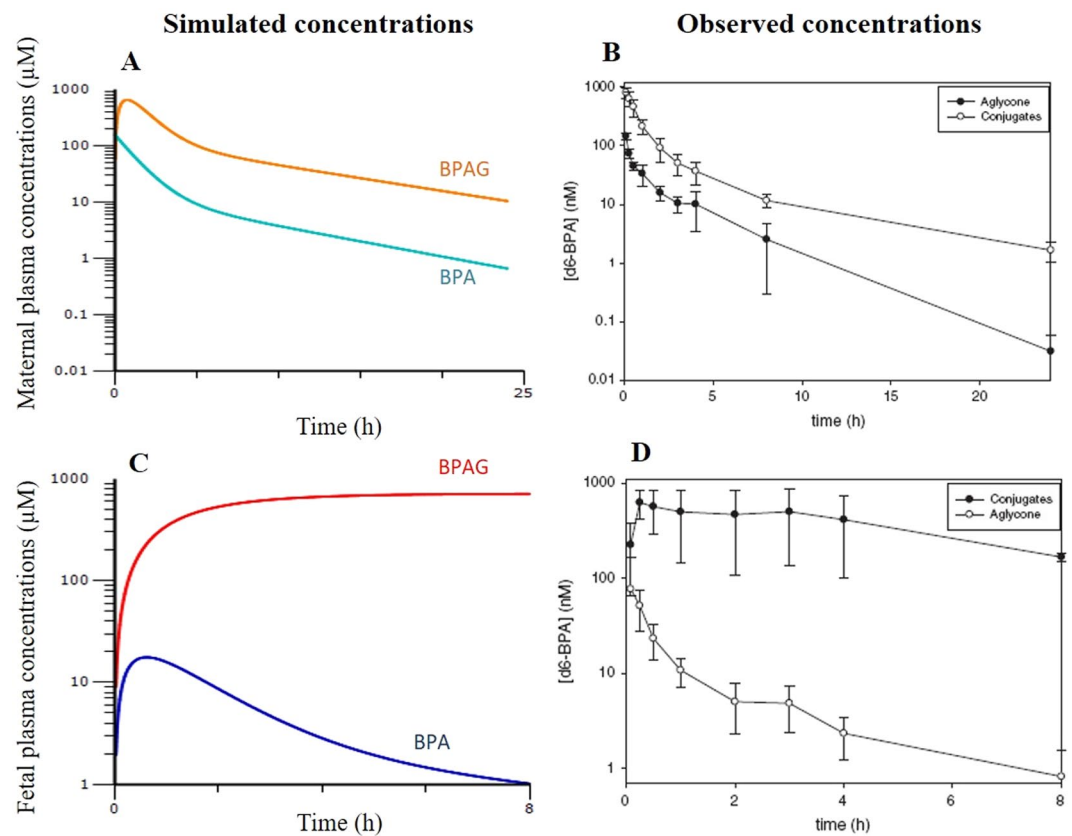 Simulated concentrations
Observed concentrations
A
Maternal plasma concentrations (µM)
1000
100
10
1
0.1
0.01
BPAG
BPA
0
25
Time (h)
B
[d6-BPA] (nM)
1000
100
10
1
0.1
0.01
Aglycone
Conjugates
0
5
10
15
20
time (h)
C
Fetal plasma concentrations (µM)
1000
100
10
1
BPAG
BPA
0
8
Time (h)
D
[d6-BPA] (nM)
1000
100
10
1
Conjugates
Aglycone
0
2
4
6
8
time (h)